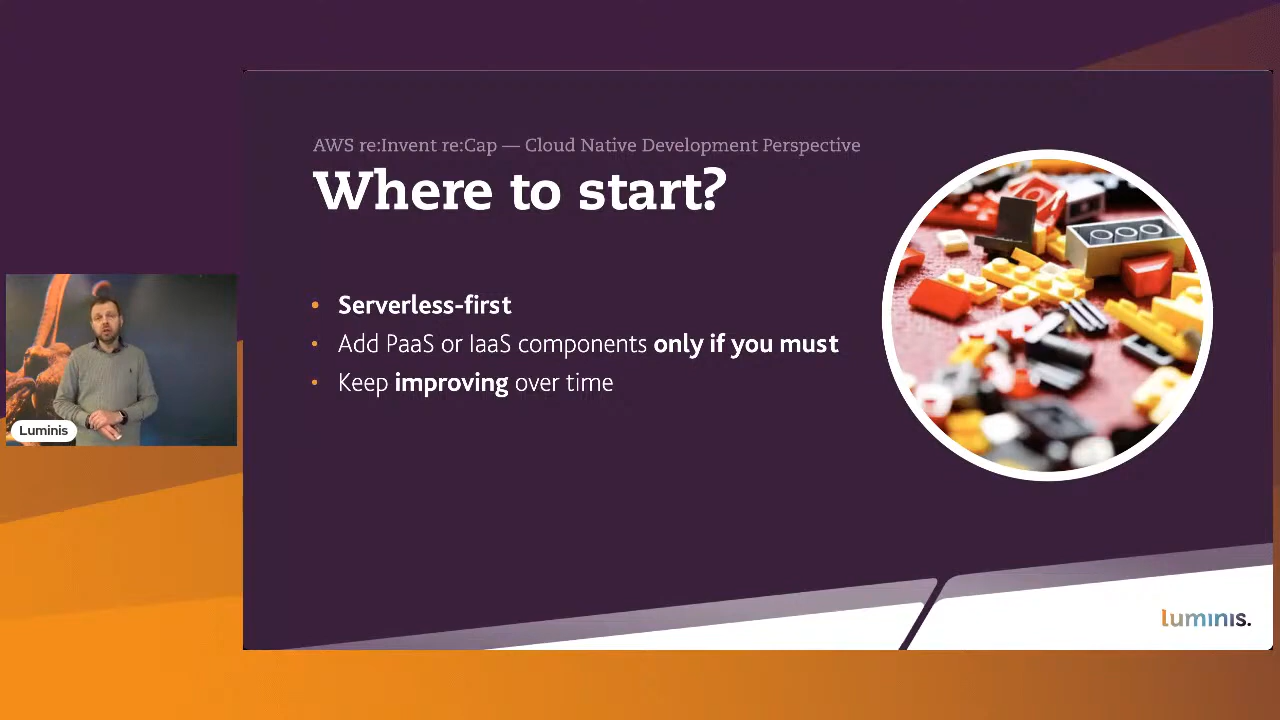 AWS re:Invent re:Cap — Cloud Native Development Perspective
Where to start?
Serverless-first
Add PaaS or IaaS components only if you must
Keep improving over time
Luminis
luminis.